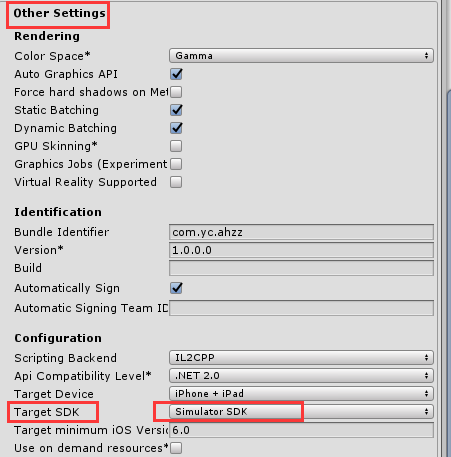 Other Settings
Rendering
Color Space* Gamma
Auto Graphics API
Force hard shadows on Met
Static Batching
Dynamic Batching
GPU Skinning*
Graphics Jobs (Experiment
Virtual Reality Supported
Identification
Bundle Identifier com.yc.ahzz
Version* 1.0.0.0
Build
Automatically Sign
Automatic Signing Team ID
Configuration
Scripting Backend IL2CPP
Api Compatibility Level* .NET 2.0
Target Device iPhone + iPad
Target SDK Simulator SDK
Target minimum iOS Versio 6.0
Use on demand resources*